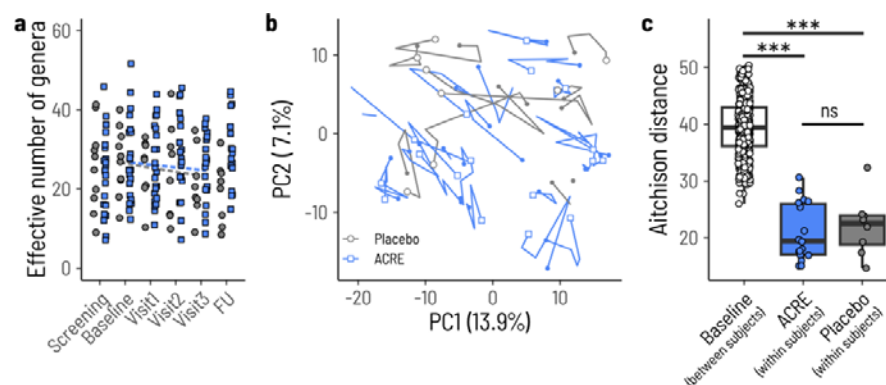 a
Effective number of genera
60
40
20
0
Screening
Baseline
Visit1
Visit2
Visit3
FU
b
PC2 ( 7.1%)
10
-0
-10
Placebo
ACRE
-20
-10
0
10
PC1 (13.9%)
c
Aitchison distance
50
40
30
20
***
***
ns
Baseline
(between subjects)
ACRE
(within subjects)
Placebo
(within subjects)